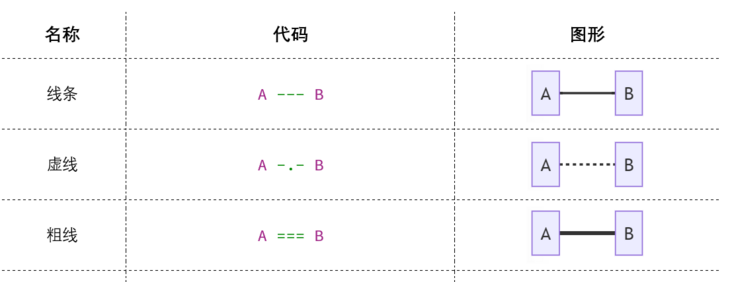 名称 代码 图形
线条 A --- B A B
虚线 A -.- B A B
粗线 A === B A B